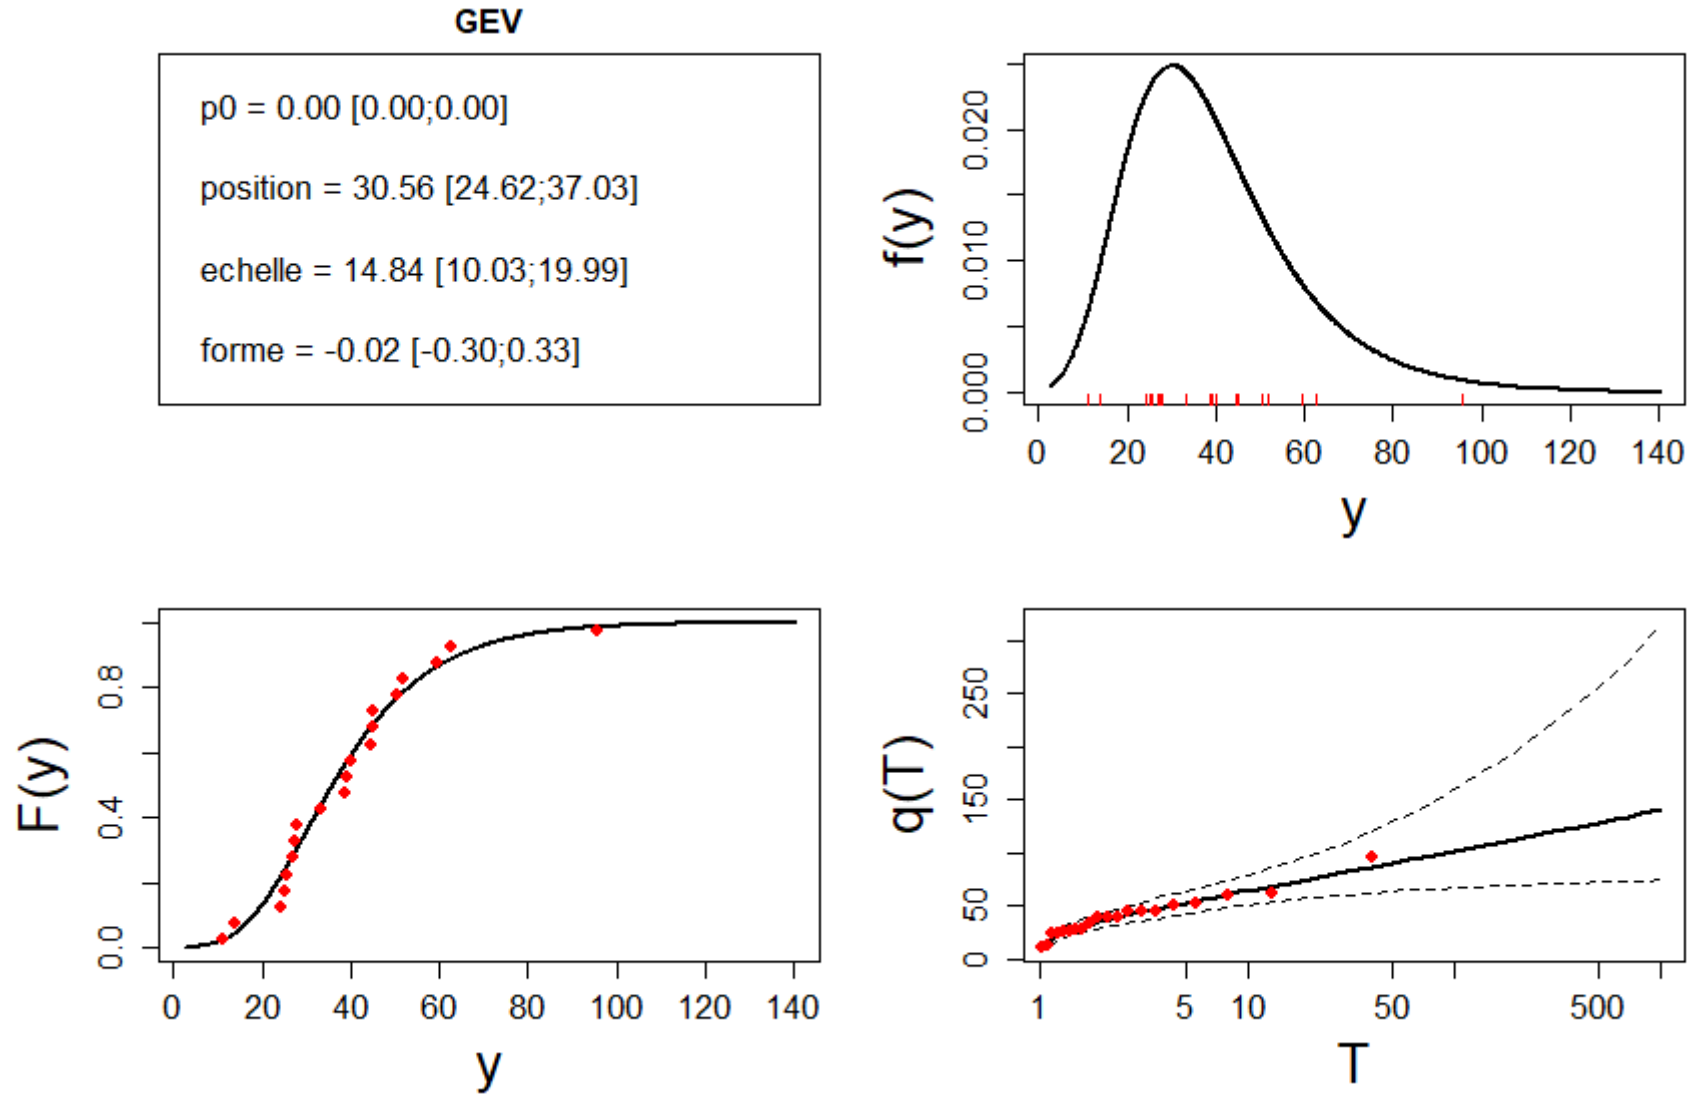 GEV
p0 = 0.00 [0.00;0.00]
position = 30.56 [24.62;37.03]
echelle = 14.84 [10.03;19.99]
forme = -0.02 [-0.30;0.33]
f(y)
0.000 0.010 0.020
0 20 40 60 80 100 120 140
y
F(y)
0.0 0.4 0.8
0 20 40 60 80 100 120 140
y
q(T)
0 50 150 250
1 5 10 50 500
T